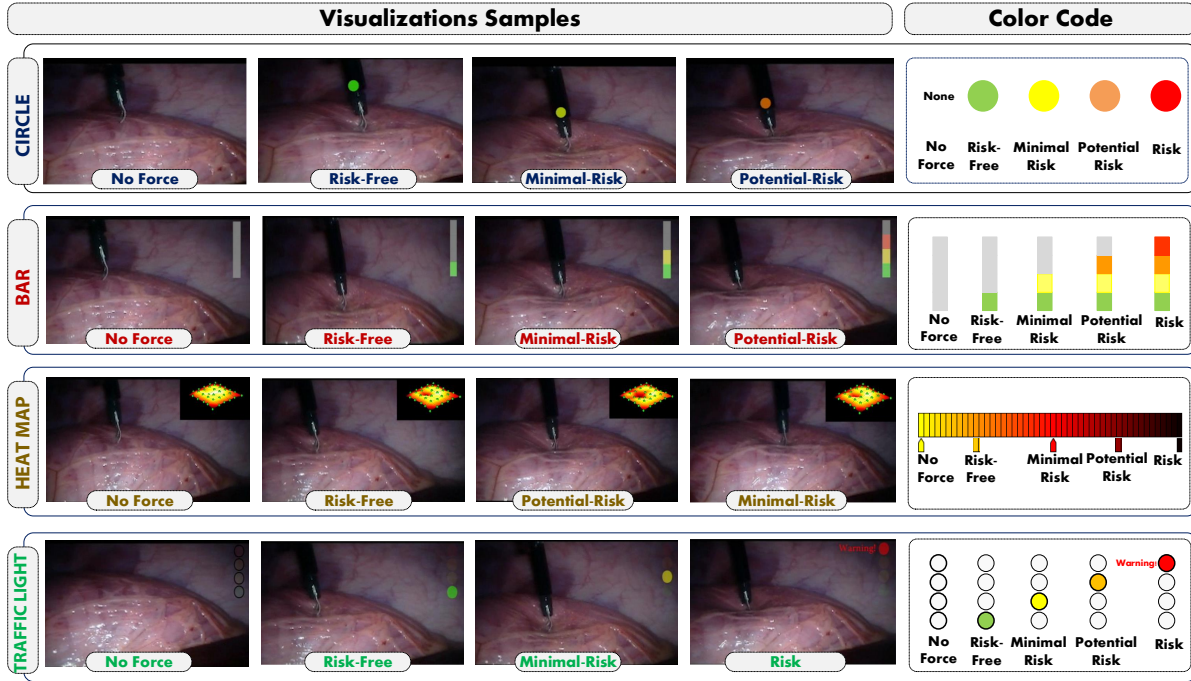 Visualizations Samples
Color Code
CIRCLE
No Force
Risk-Free
Minimal-Risk
Potential-Risk
None
No
Force
Risk-
Free
Minimal
Risk
Potential
Risk
Risk
BAR
No Force
Risk-Free
Minimal-Risk
Potential-Risk
No
Force
Risk-
Free
Minimal
Risk
Potential
Risk
Risk
HEAT MAP
No Force
Risk-Free
Potential-Risk
Minimal-Risk
No
Force
Risk-
Free
Minimal
Risk
Potential
Risk
Risk
TRAFFIC LIGHT
Warning!
No Force
Risk-Free
Minimal-Risk
Risk
Warning!
No
Force
Risk-
Free
Minimal
Risk
Potential
Risk
Risk